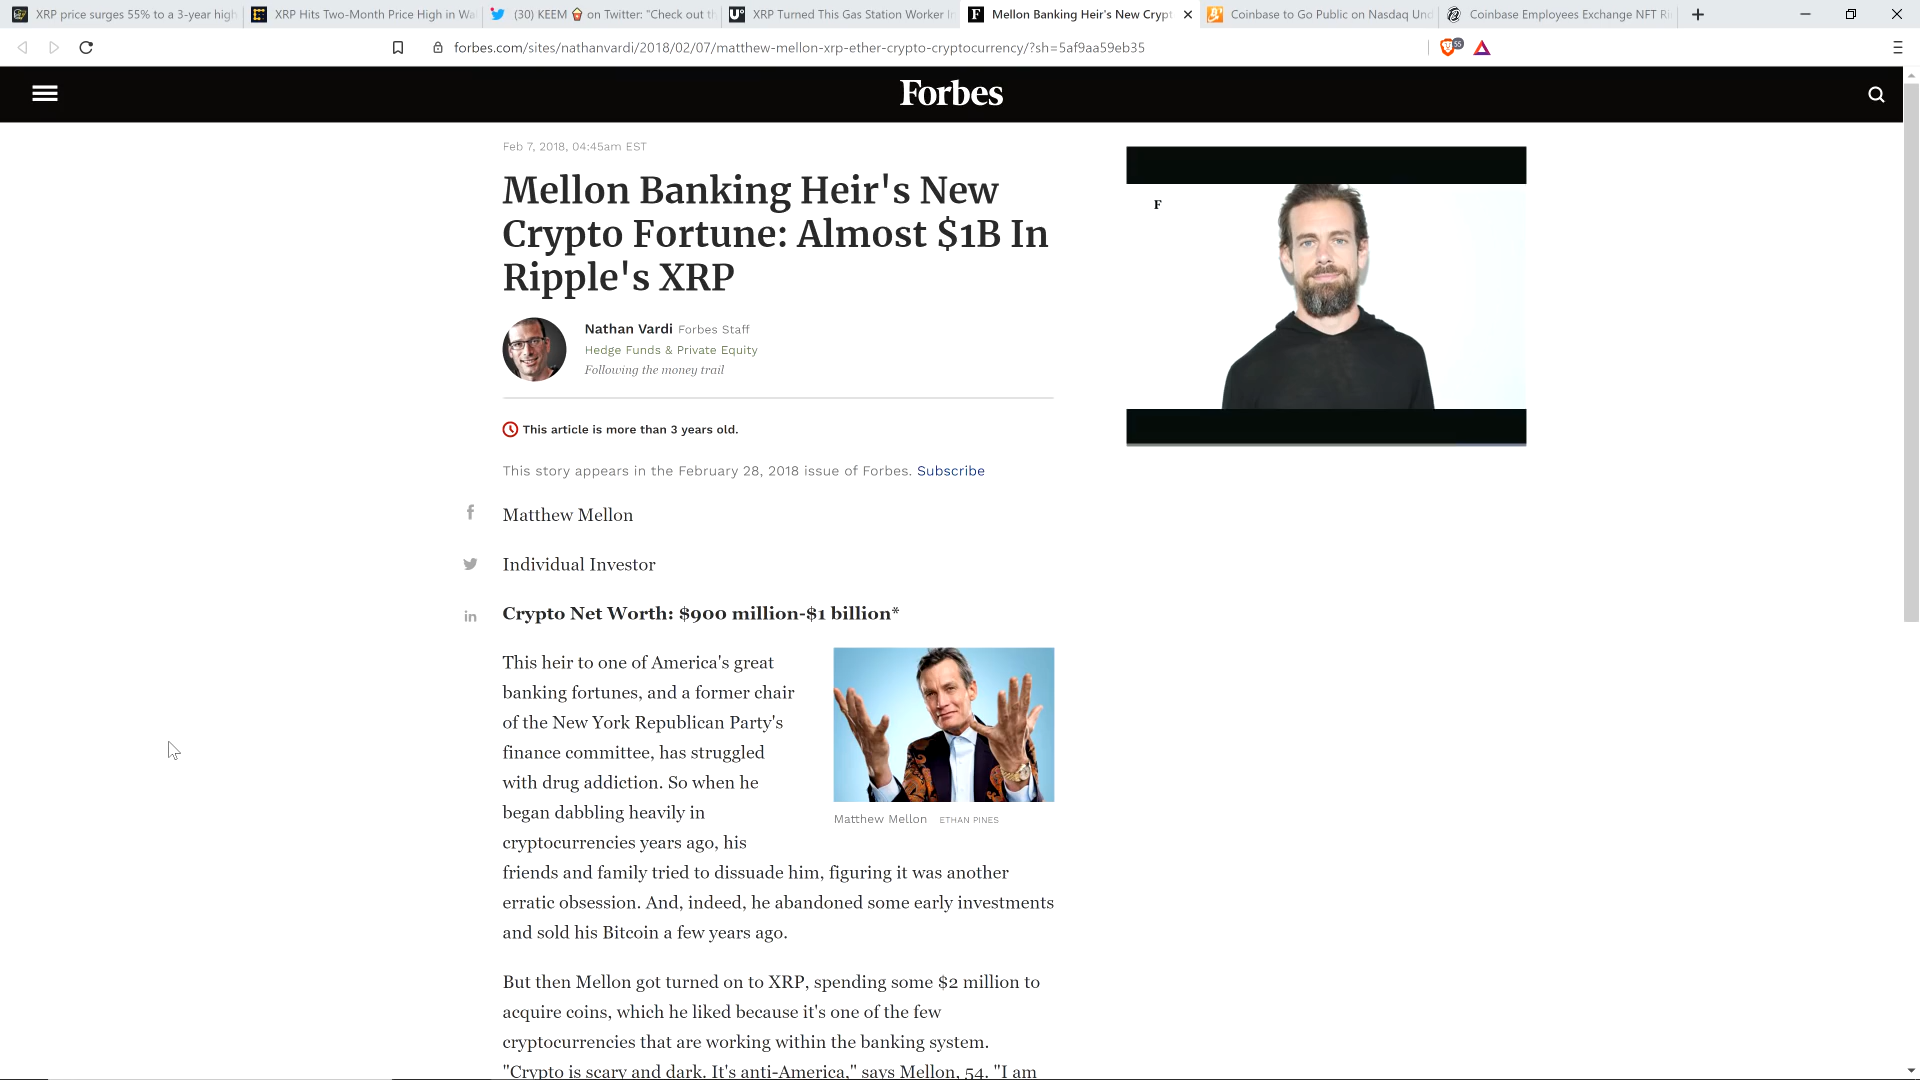 XRP price surges 55% to a 3-year high
XRP Hits Two-Month Price High in Wa
(30) KEEM on Twitter: "Check out th
XRP Turned This Gas Station Worker I
Mellon Banking Heir's New Crypt
Coinbase to Go Public on Nasdaq Und
Coinbase Employees Exchange NFT Ri
forbes.com/sites/nathanvardi/2018/02/07/matthew-mellon-xrp-ether-crypto-cryptocurrency/?sh=5af9aa59eb35
55
Forbes
Feb 7, 2018, 04:45am EST
Mellon Banking Heir's New
Crypto Fortune: Almost $1B In
Ripple's XRP
Nathan Vardi Forbes Staff
Hedge Funds & Private Equity
Following the money trail
This article is more than 3 years old.
This story appears in the February 28, 2018 issue of Forbes. Subscribe
Matthew Mellon
Individual Investor
Crypto Net Worth: $900 million-$1 billion*
This heir to one of America's great
banking fortunes, and a former chair
of the New York Republican Party's
finance committee, has struggled
with drug addiction. So when he
began dabbling heavily in
cryptocurrencies years ago, his
friends and family tried to dissuade him, figuring it was another
erratic obsession. And, indeed, he abandoned some early investments
and sold his Bitcoin a few years ago.
Matthew Mellon ETHAN PINES
But then Mellon got turned on to XRP, spending some $2 million to
acquire coins, which he liked because it's one of the few
cryptocurrencies that are working within the banking system.
"Crypto is scary and dark. It's anti-America," says Mellon, 54. "I am
F